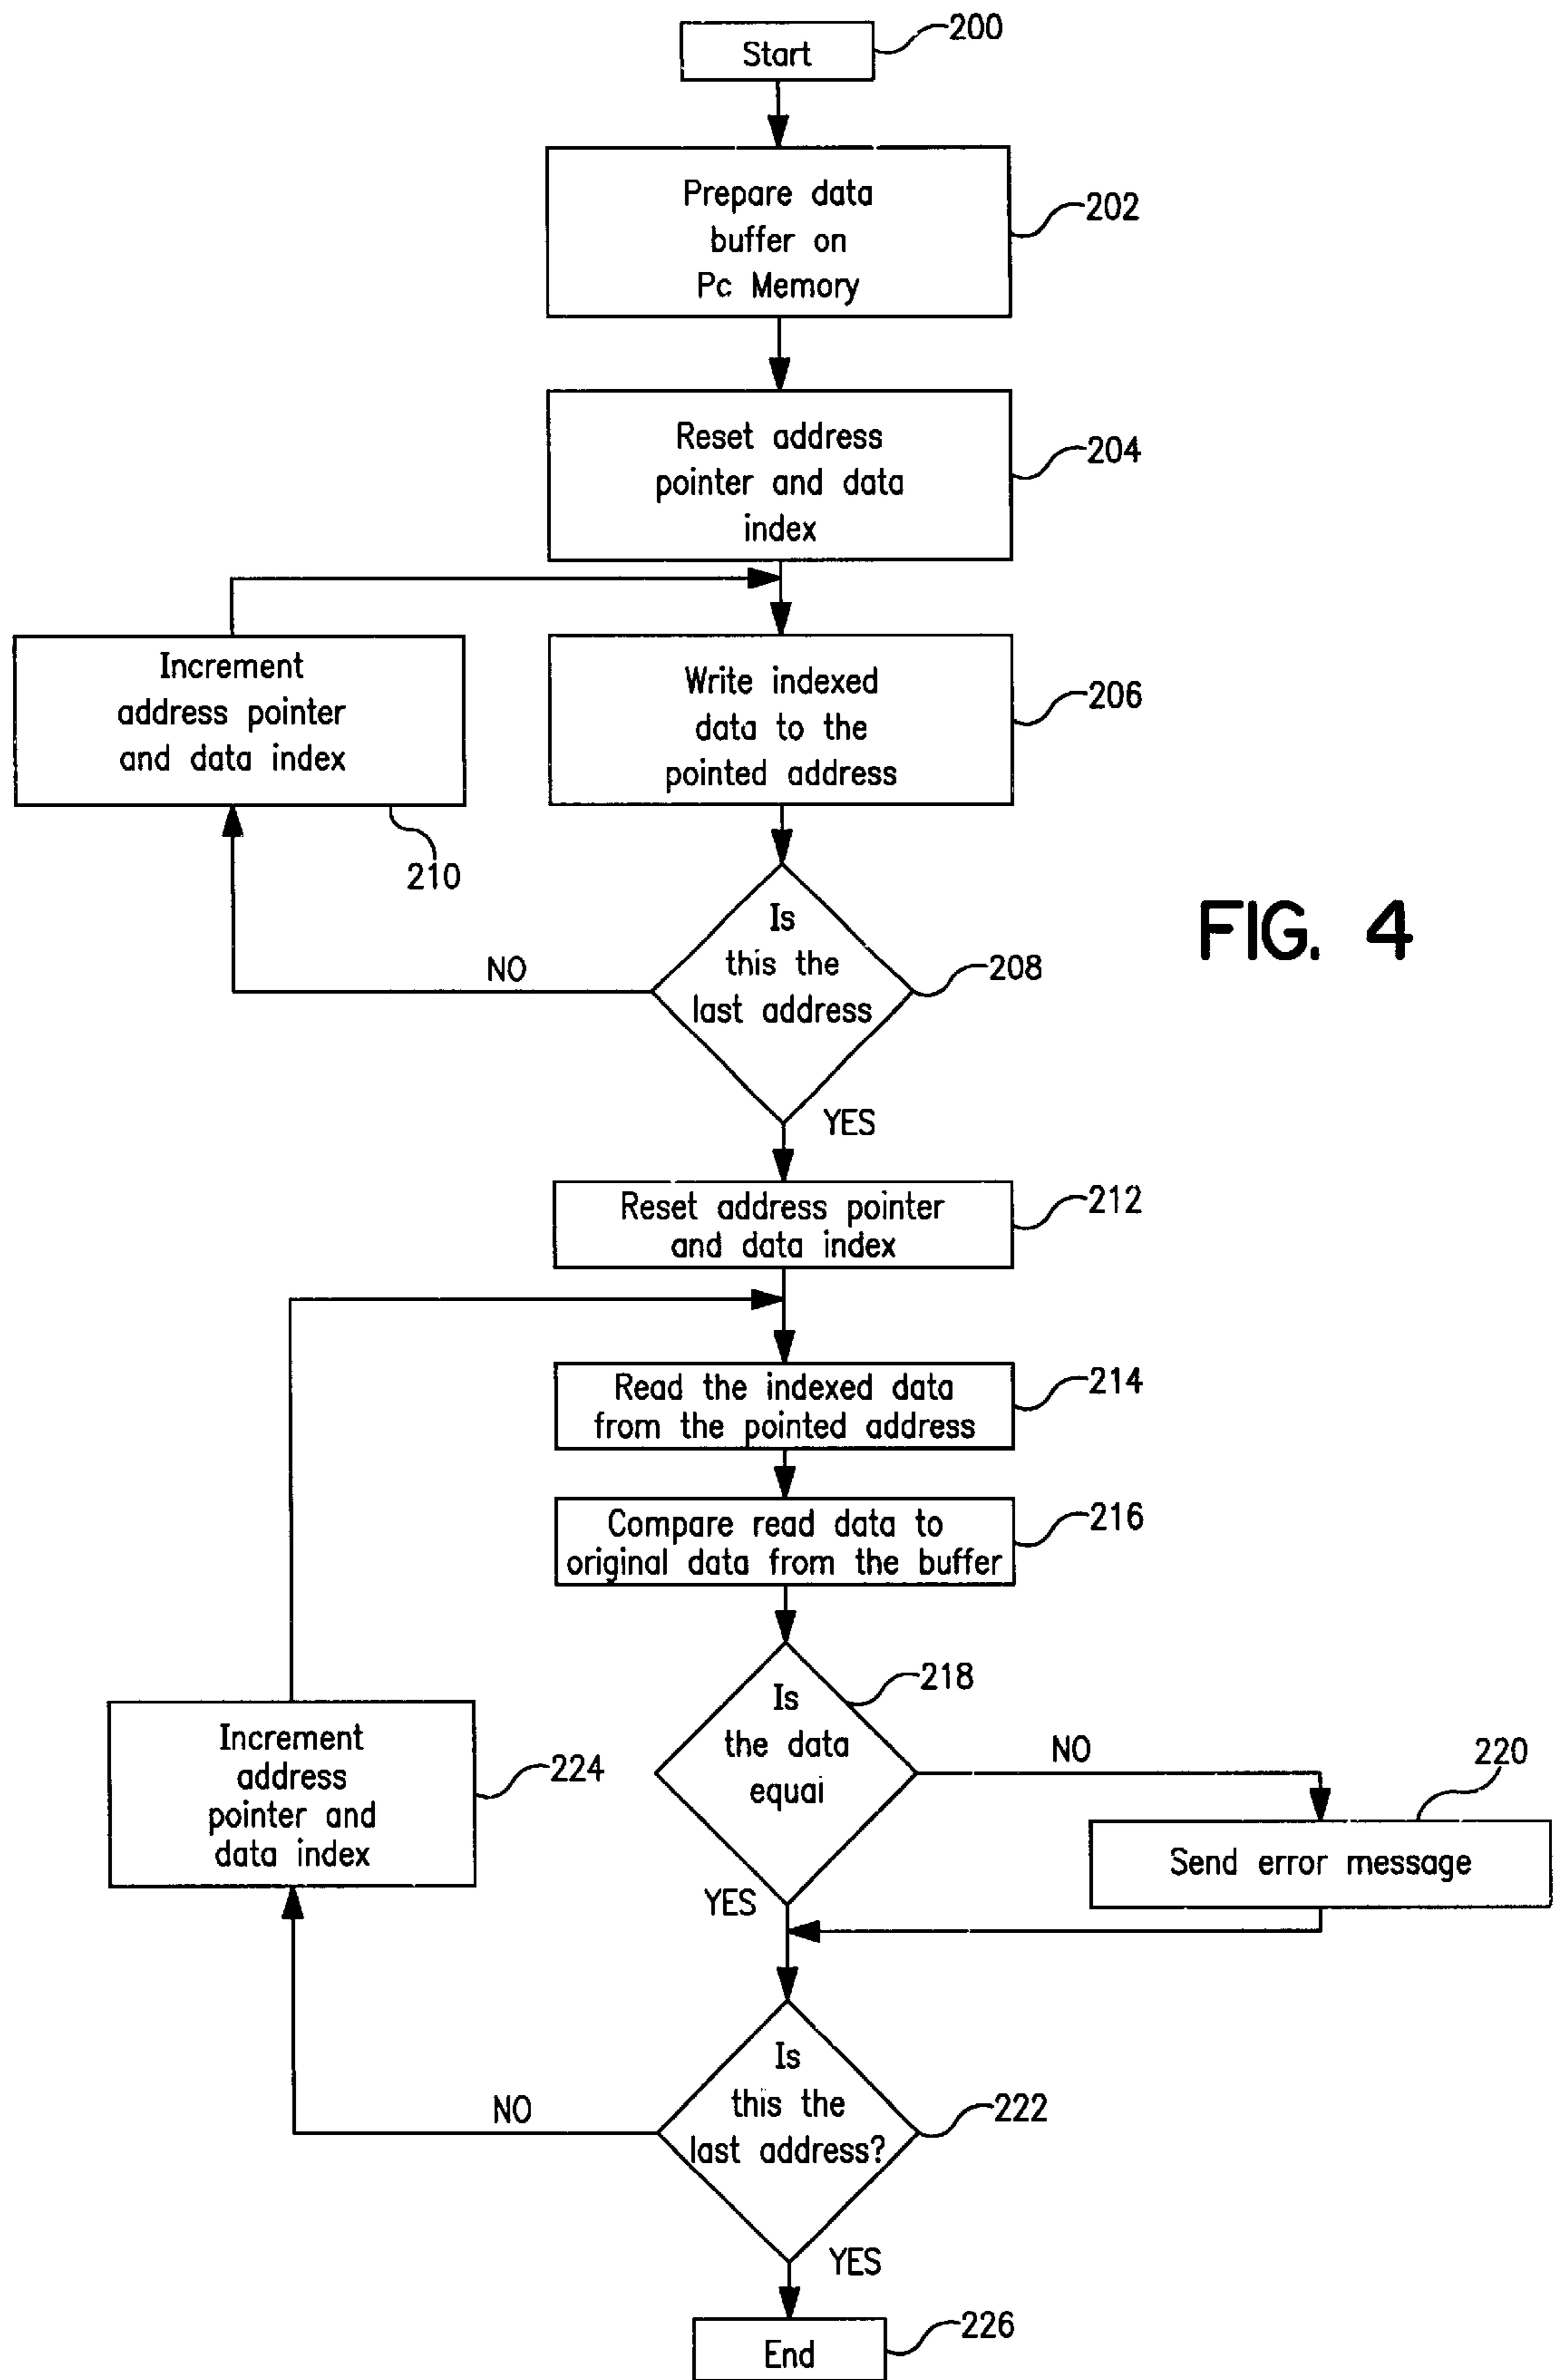 Start
200
Prepare data
buffer on
Pc Memory
202
Reset address
pointer and data
index
204
Increment
address pointer
and data index
210
Write indexed
data to the
pointed address
206
FIG. 4
Is
this the
last address
208
NO
YES
Reset address pointer
and data index
212
Read the indexed data
from the pointed address
214
Compare read data to
original data from the buffer
216
Is
the data
equai
218
NO
220
Send error message
YES
Increment
address
pointer and
data index
224
Is
this the
last address?
222
NO
YES
End
226